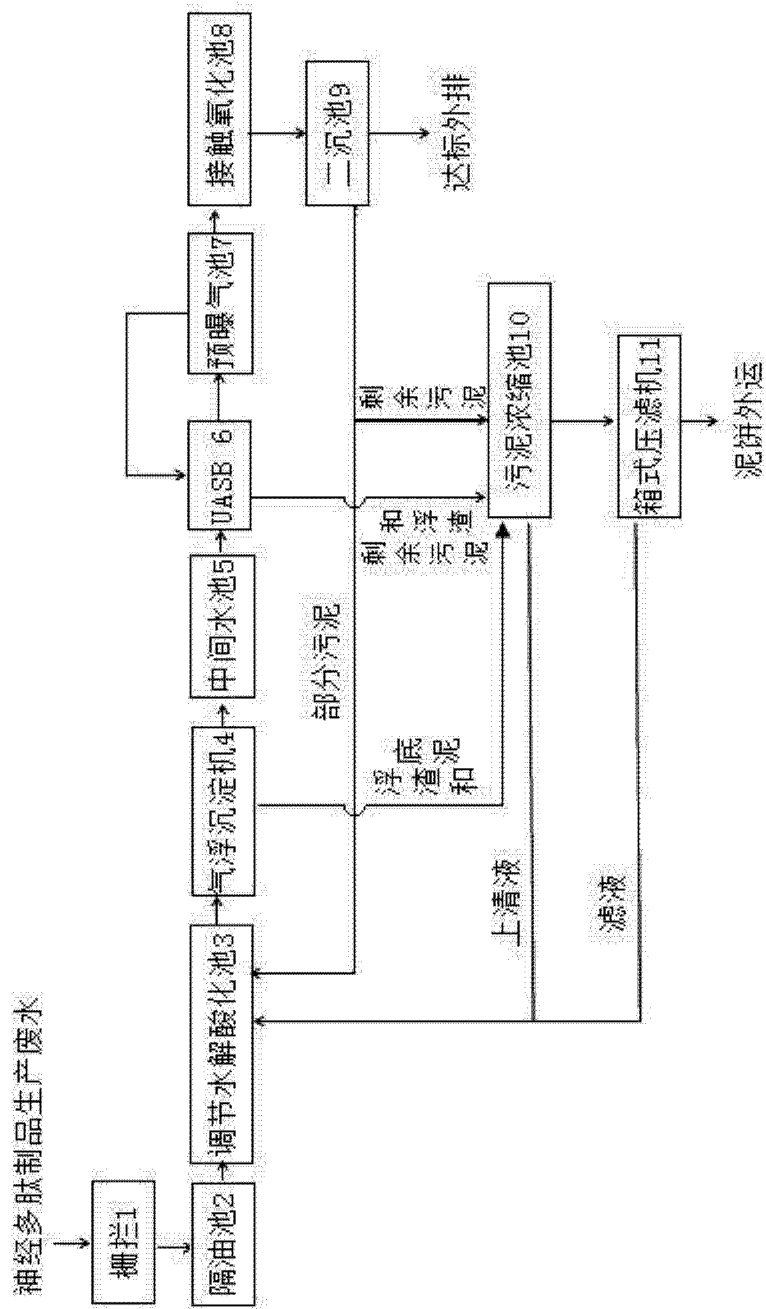 神经多肽制品生产废水
栅拦1
隔油池2
调节水解酸化池3
气浮沉淀机4
中间水池5
UASB 6
预曝气池7
接触氧化池8
二沉池9
达标外排
部分污泥
浮渣和
底泥
剩余污泥
和浮渣
剩余污泥
污泥浓缩池10
上清液
箱式压滤机11
滤液
泥饼外运